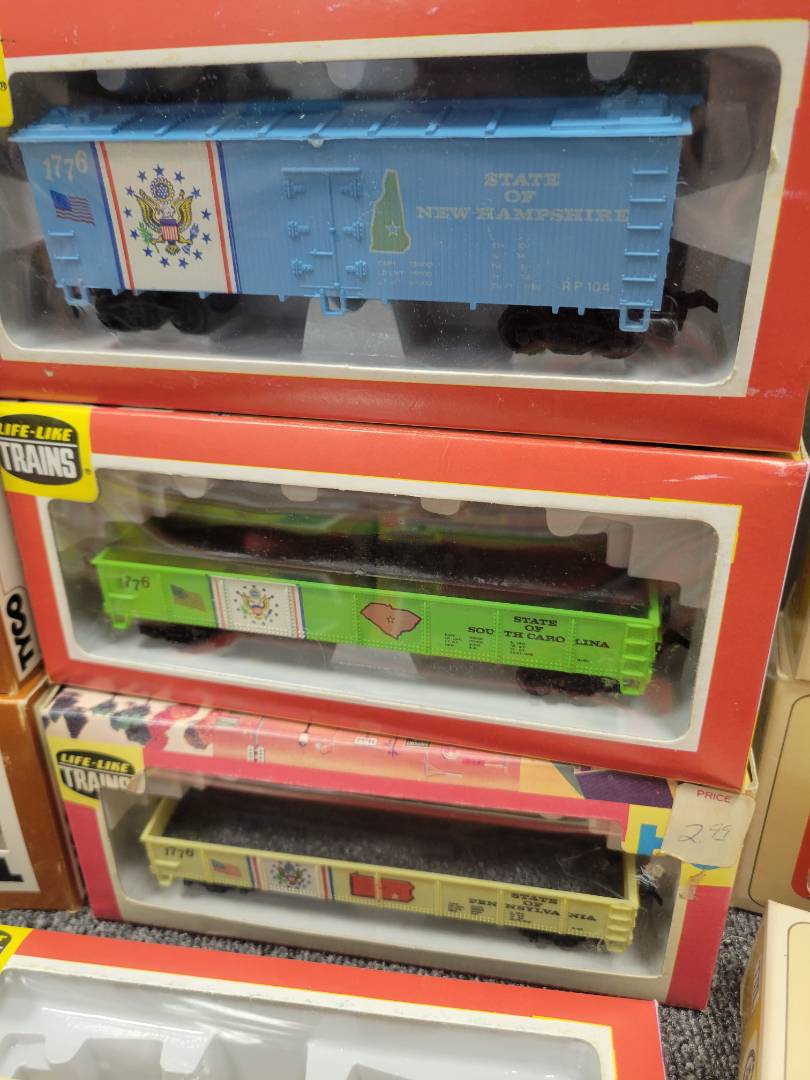 1776
STATE
OF
NEW HAMPSHIRE
RP 104
LIFE-LIKE
TRAINS
1776
STATE
OF
SOUTH CAROLINA
LIFE-LIKE
TRAINS
PRICE
2.99
1776
STATE
OF
PENNSYLVANIA